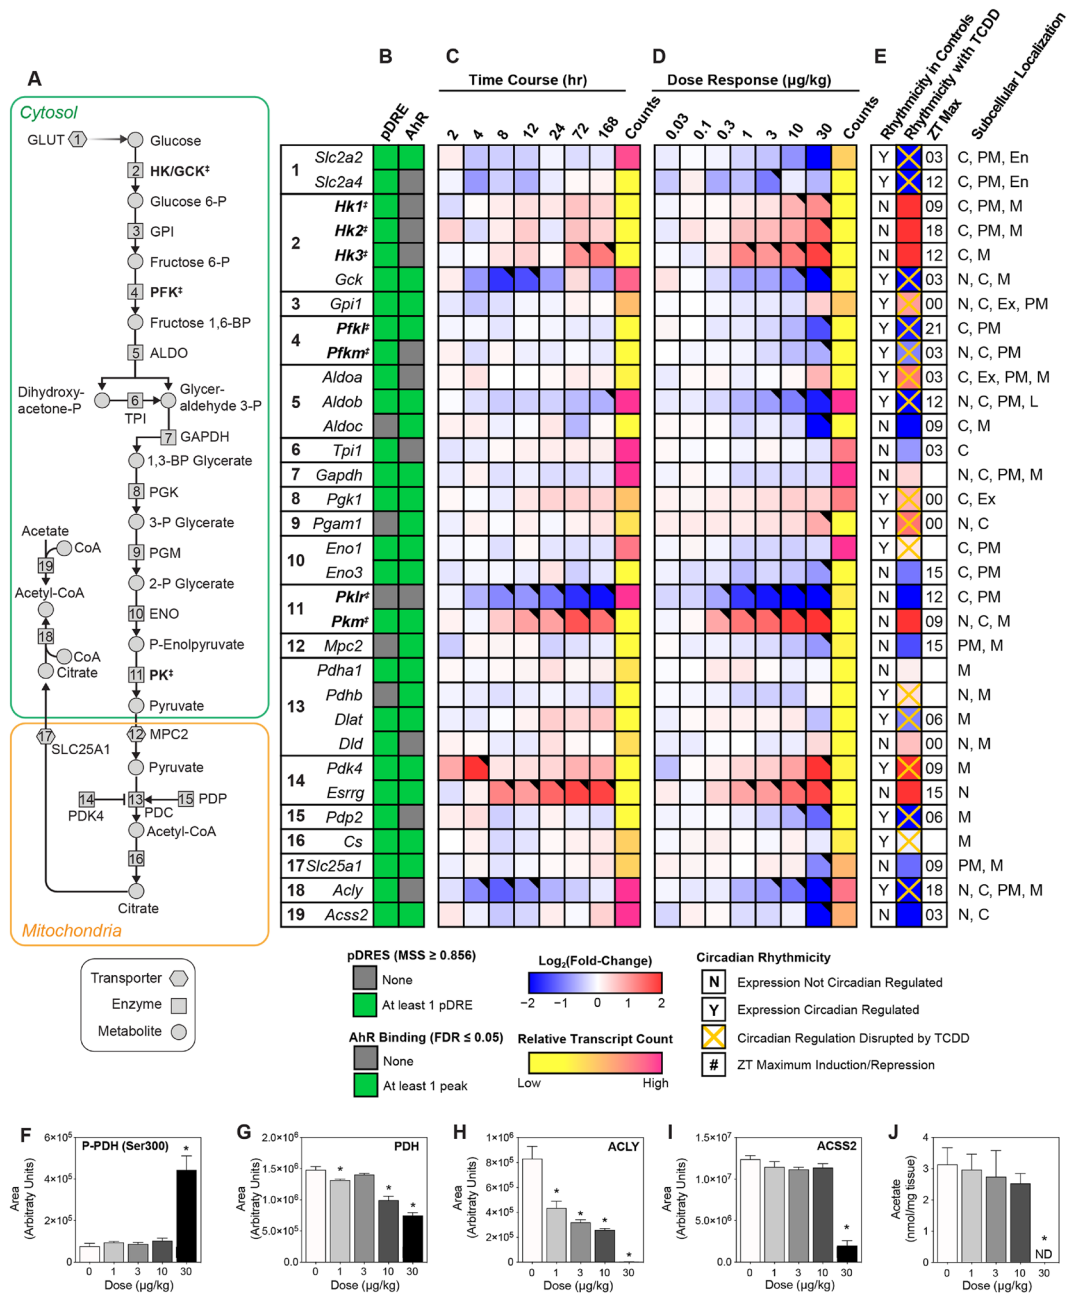 A
Cytosol
GLUT 1
Glucose
2 HK/GCK‡
Glucose 6-P
3 GPI
Fructose 6-P
4 PFK‡
Fructose 1,6-BP
5 ALDO
Dihydroxy-
acetone-P
6
TPI
Glycer-
aldehyde 3-P
7 GAPDH
1,3-BP Glycerate
8 PGK
3-P Glycerate
9 PGM
2-P Glycerate
10 ENO
P-Enolpyruvate
11 PK‡
Pyruvate
Acetate
CoA
19
Acetyl-CoA
18
CoA
Citrate
17
SLC25A1
12 MPC2
Pyruvate
14
PDK4
13
PDC
15 PDP
Acetyl-CoA
16
Citrate
Mitochondria
Transporter
Enzyme
Metabolite
B
pDRE
AhR
C
Time Course (hr)
2 4 8 12 24 72 168 Counts
D
Dose Response (µg/kg)
0.03 0.1 0.3 1 3 10 30 Counts
E
Rhythmicity in Controls
Rhythmicity with TCDD
ZT Max
Subcellular Localization
1 Slc2a2 Y 03 C, PM, En
Slc2a4 Y 12 C, PM, En
2 Hk1‡ N 09 C, PM, M
Hk2‡ N 18 C, PM, M
Hk3‡ N 12 C, M
Gck Y 03 N, C, M
3 Gpi1 Y 00 N, C, Ex, PM
4 Pfkl‡ Y 21 C, PM
Pfkm‡ Y 03 N, C, PM
5 Aldoa Y 03 C, Ex, PM, M
Aldob Y 12 N, C, PM, L
Aldoc N 09 C, M
6 Tpi1 N 03 C
7 Gapdh N N, C, PM, M
8 Pgk1 Y 00 C, Ex
9 Pgam1 Y 00 N, C
10 Eno1 Y C, PM
Eno3 N 15 C, PM
11 Pklr‡ N 12 C, PM
Pkm‡ N 09 N, C, M
12 Mpc2 N 15 PM, M
13 Pdha1 N M
Pdhb Y N, M
Dlat Y 06 M
Dld N 00 N, M
14 Pdk4 Y 09 M
Esrrg N 15 N
15 Pdp2 Y 06 M
16 Cs Y M
17 Slc25a1 N 09 PM, M
18 Acly Y 18 N, C, PM, M
19 Acss2 N 03 N, C
pDRES (MSS ≥ 0.856)
None
At least 1 pDRE
AhR Binding (FDR ≤ 0.05)
None
At least 1 peak
Log2(Fold-Change)
−2 −1 0 1 2
Relative Transcript Count
Low High
Circadian Rhythmicity
N Expression Not Circadian Regulated
Y Expression Circadian Regulated
Circadian Regulation Disrupted by TCDD
# ZT Maximum Induction/Repression
F
P-PDH (Ser300)
Area
(Arbitraty Units)
6×10⁶
4×10⁶
2×10⁶
0
*
0 1 3 10 30
Dose (µg/kg)
G
PDH
Area
(Arbitraty Units)
2.0×10⁶
1.5×10⁶
1.0×10⁶
5.0×10⁵
0.0
* * *
0 1 3 10 30
Dose (µg/kg)
H
ACLY
Area
(Arbitraty Units)
1×10⁶
8×10⁵
6×10⁵
4×10⁵
2×10⁵
0
* * * *
0 1 3 10 30
Dose (µg/kg)
I
ACSS2
Area
(Arbitraty Units)
1.5×10⁷
1.0×10⁷
5.0×10⁶
0.0
*
0 1 3 10 30
Dose (µg/kg)
J
Acetate
(nmol/mg tissue)
4
3
2
1
0
*
ND
0 1 3 10 30
Dose (µg/kg)